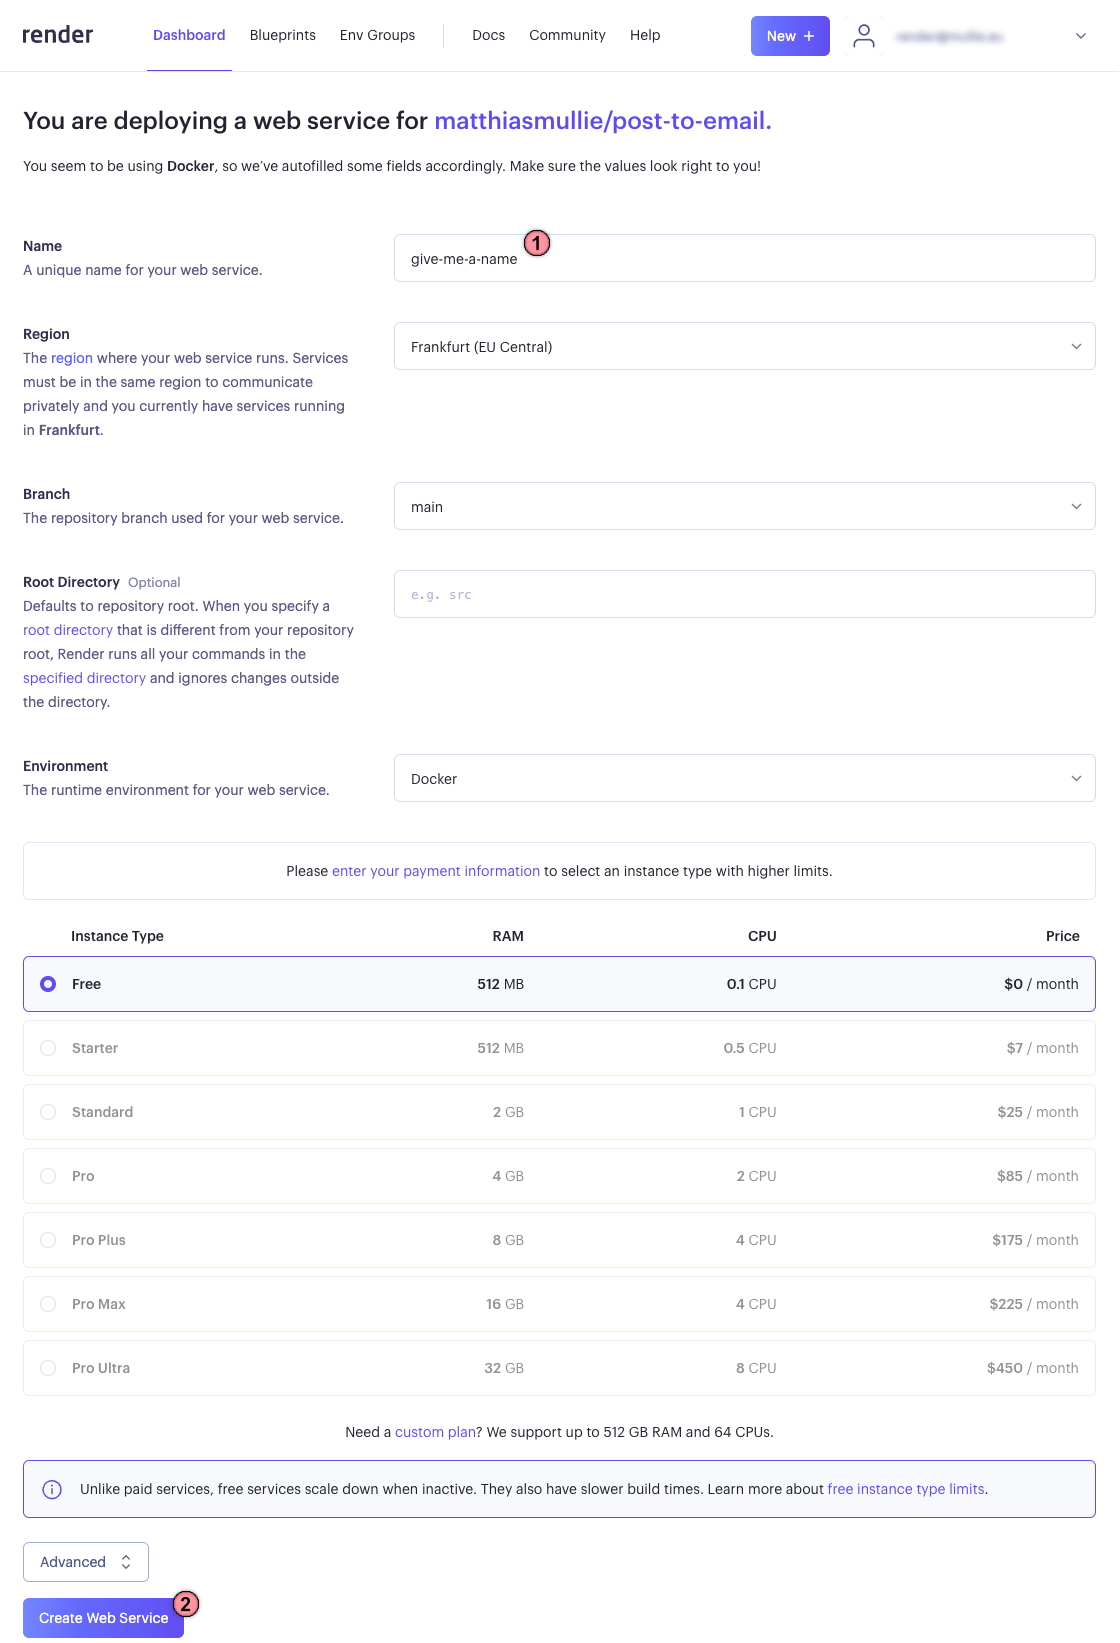 render
Dashboard Blueprints Env Groups Docs Community Help New +
You are deploying a web service for matthiasmullie/post-to-email.
You seem to be using Docker, so we've autofilled some fields accordingly. Make sure the values look right to you!
Name
A unique name for your web service.
give-me-a-name
1
Region
The region where your web service runs. Services
must be in the same region to communicate
privately and you currently have services running
in Frankfurt.
Frankfurt (EU Central)
Branch
The repository branch used for your web service.
main
Root Directory Optional
Defaults to repository root. When you specify a
root directory that is different from your repository
root, Render runs all your commands in the
specified directory and ignores changes outside
the directory.
e.g. src
Environment
The runtime environment for your web service.
Docker
Please enter your payment information to select an instance type with higher limits.
Instance Type RAM CPU Price
Free 512 MB 0.1 CPU $0 / month
Starter 512 MB 0.5 CPU $7 / month
Standard 2 GB 1 CPU $25 / month
Pro 4 GB 2 CPU $85 / month
Pro Plus 8 GB 4 CPU $175 / month
Pro Max 16 GB 4 CPU $225 / month
Pro Ultra 32 GB 8 CPU $450 / month
Need a custom plan? We support up to 512 GB RAM and 64 CPUs.
Unlike paid services, free services scale down when inactive. They also have slower build times. Learn more about free instance type limits.
Advanced
Create Web Service
2